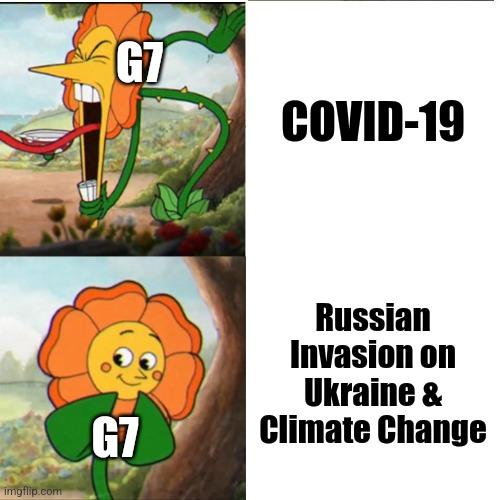 G7
COVID-19
Russian
Invasion on
Ukraine &
Climate Change
G7
imgflip.com